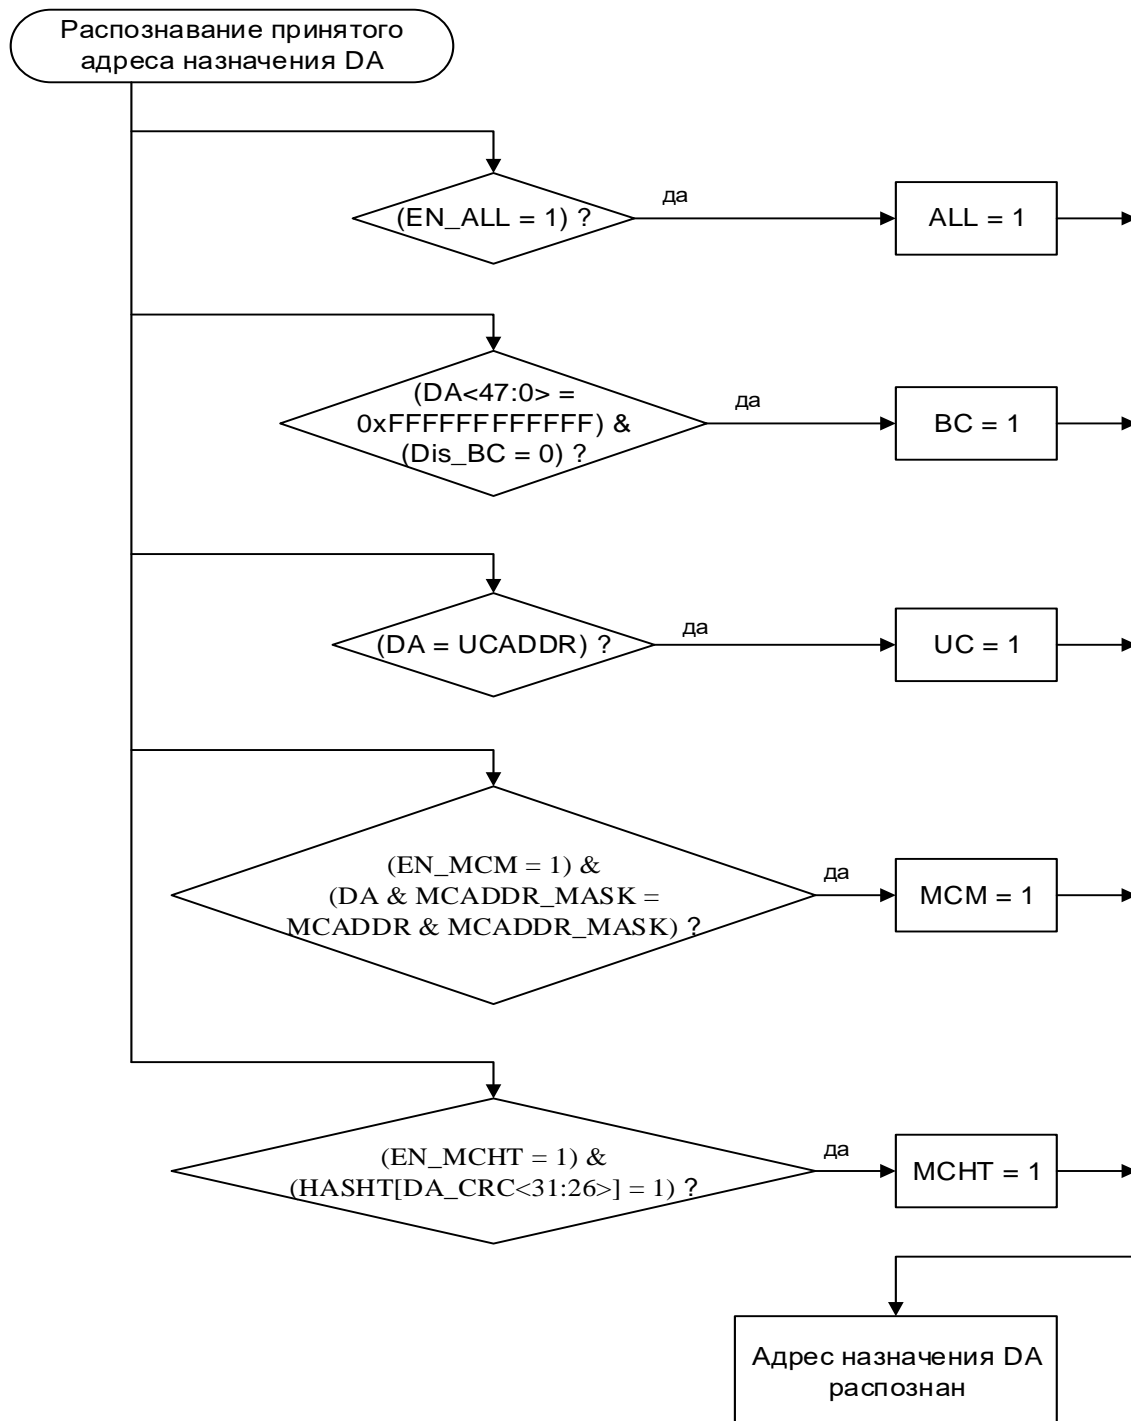 Распознавание принятого
адреса назначения DA
(EN_ALL = 1) ?
да
ALL = 1
(DA<47:0> =
0xFFFFFFFFFFFF) &
(Dis_BC = 0) ?
да
BC = 1
(DA = UCADDR) ?
да
UC = 1
(EN_MCM = 1) &
(DA & MCADDR_MASK =
MCADDR & MCADDR_MASK) ?
да
MCM = 1
(EN_MCHT = 1) &
(HASHT[DA_CRC<31:26>] = 1) ?
да
MCHT = 1
Адрес назначения DA
распознан